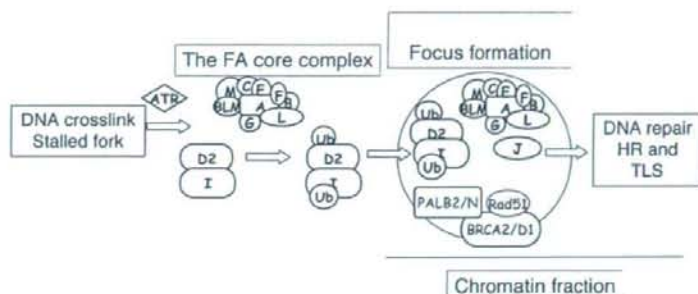 The FA core complex
Focus formation
ATR
DNA crosslink
Stalled fork
M C E F B
BLM A L
G
D2
I
Ub
D2
I
Ub
Ub
D2
I
Ub
M C E F B
BLM A L
G
J
PALB2/N
Rad51
BRCA2/D1
DNA repair
HR and
TLS
Chromatin fraction